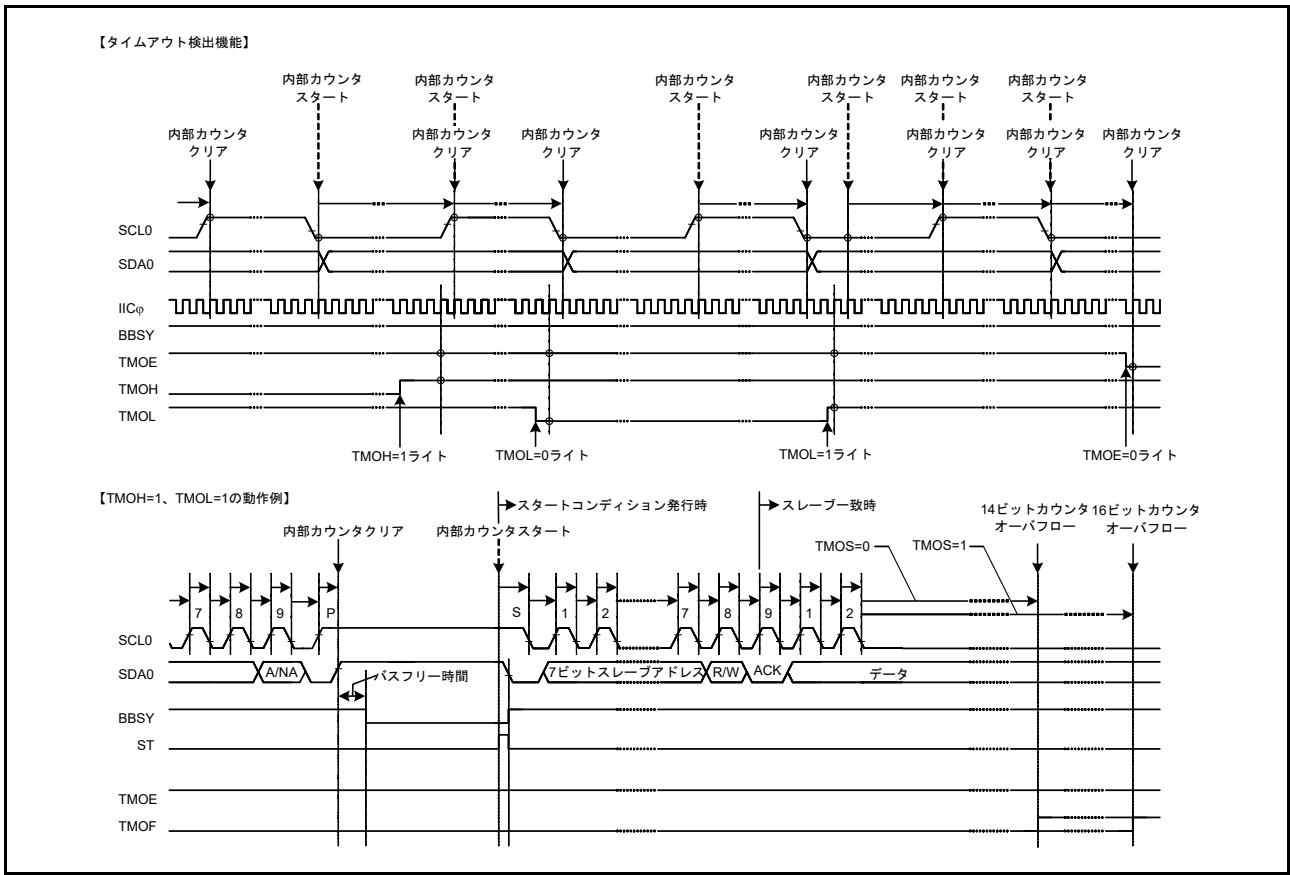 【タイムアウト検出機能】
内部カウンタ
スタート
内部カウンタ
スタート
内部カウンタ
スタート
内部カウンタ
スタート
内部カウンタ
スタート
内部カウンタ
スタート
内部カウンタ
クリア
内部カウンタ
クリア
内部カウンタ
クリア
内部カウンタ
クリア
内部カウンタ
クリア
内部カウンタ
クリア
内部カウンタ
クリア
SCL0
SDA0
IICφ
BBSY
TMOE
TMOH
TMOL
TMOH=1ライト
TMOL=0ライト
TMOL=1ライト
TMOE=0ライト
【TMOH=1、TMOL=1の動作例】
スタートコンディション発行時
スレーブ一致時
内部カウンタクリア
内部カウンタスタート
14ビットカウンタ
オーバフロー
16ビットカウンタ
オーバフロー
TMOS=0
TMOS=1
7 8 9 P S 1 2 7 8 9 1 2
SCL0
SDA0
A/NA
バスフリー時間
7ビットスレーブアドレス
R/W
ACK
データ
BBSY
ST
TMOE
TMOF